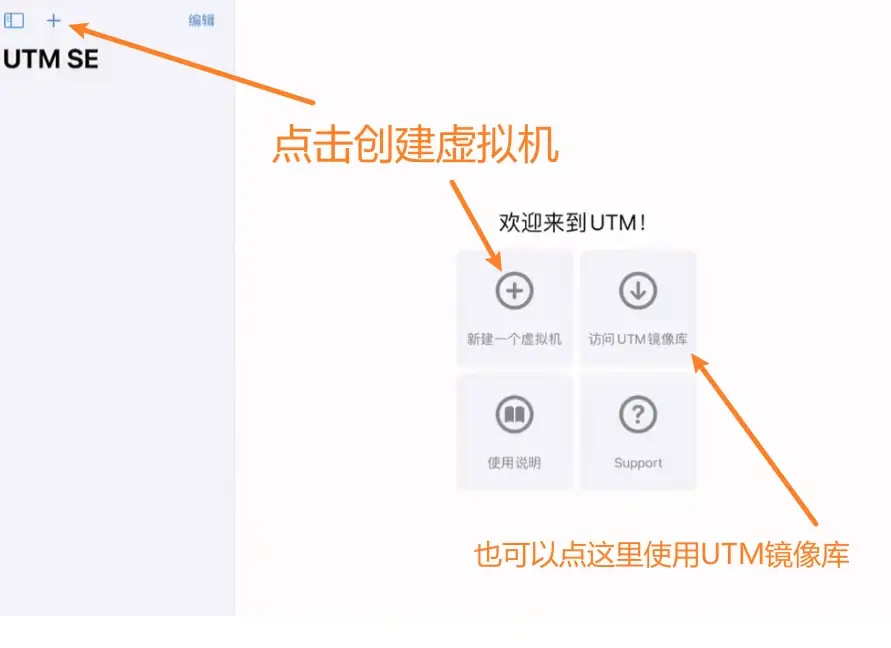 编辑
UTM SE
点击创建虚拟机
欢迎来到UTM!
新建一个虚拟机
访问UTM镜像库
使用说明
Support
也可以点这里使用UTM镜像库